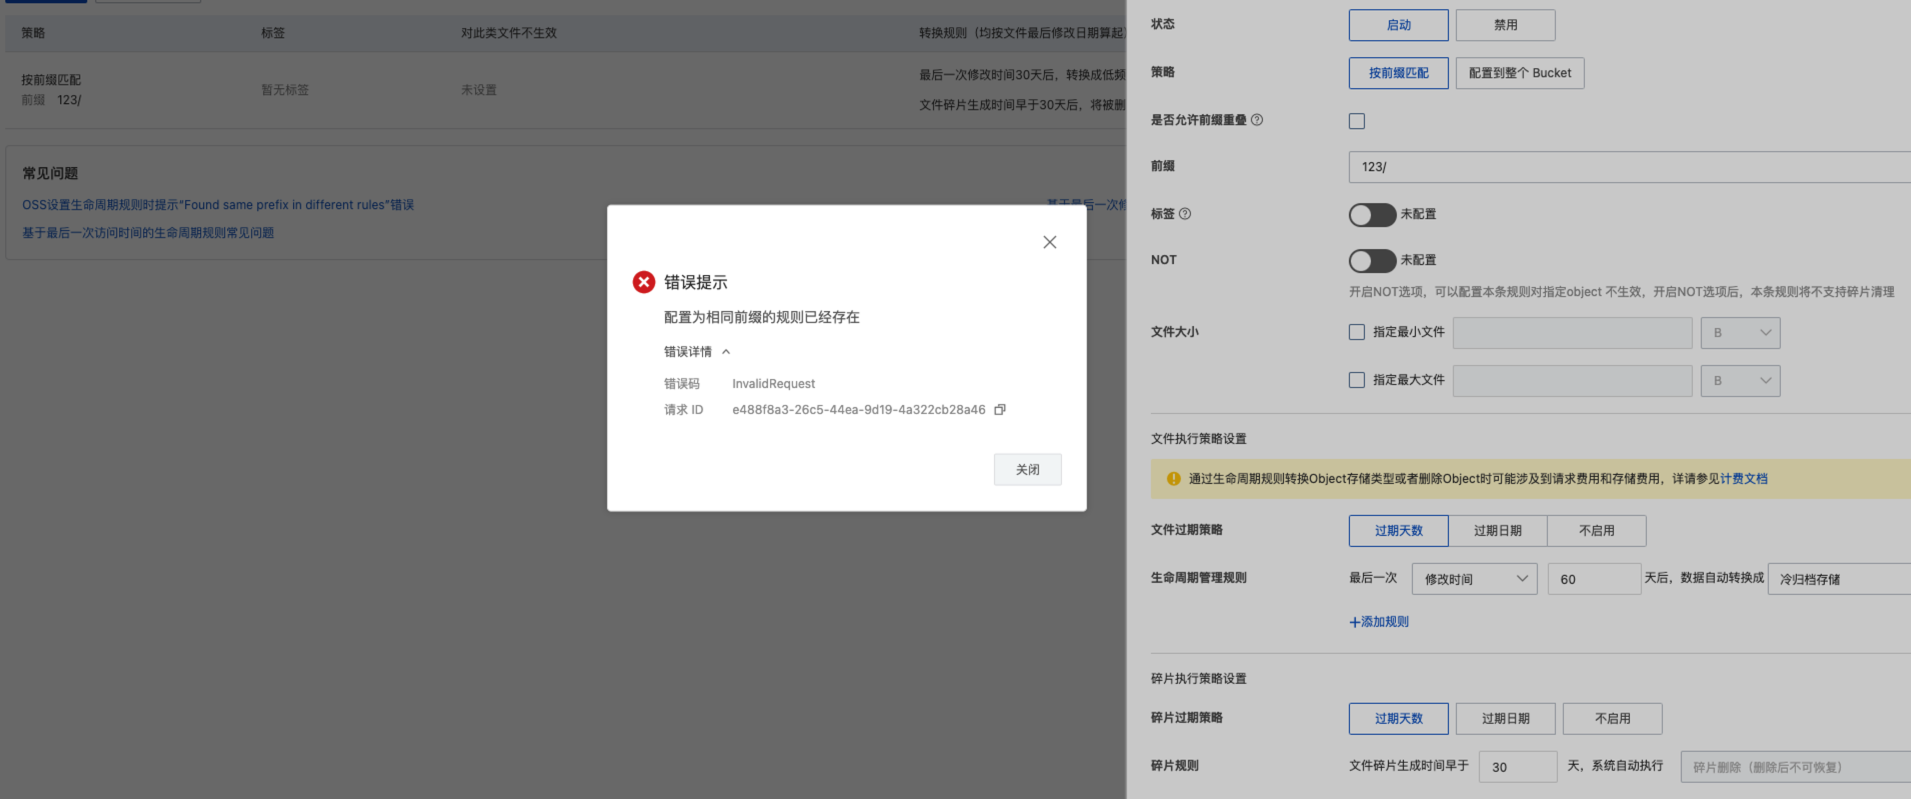 策略 标签 对此类文件不生效 转换规则（均按文件最后修改日期算起）
按前缀匹配
前缀 123/
暂无标签 未设置
最后一次修改时间30天后，转换成低频
文件碎片生成时间早于30天后，将被删
常见问题
OSS设置生命周期规则时提示"Found same prefix in different rules"错误
基于最后一次修
基于最后一次访问时间的生命周期规则常见问题
错误提示
配置为相同前缀的规则已经存在
错误详情
错误码 InvalidRequest
请求 ID e488f8a3-26c5-44ea-9d19-4a322cb28a46
关闭
状态 启动 禁用
策略 按前缀匹配 配置到整个 Bucket
是否允许前缀重叠
前缀 123/
标签 未配置
NOT 未配置
开启NOT选项，可以配置本条规则对指定object 不生效，开启NOT选项后，本条规则将不支持碎片清理
文件大小 指定最小文件 B
指定最大文件 B
文件执行策略设置
通过生命周期规则转换Object存储类型或者删除Object时可能涉及到请求费用和存储费用，详请参见计费文档
文件过期策略 过期天数 过期日期 不启用
生命周期管理规则 最后一次 修改时间 60 天后，数据自动转换成 冷归档存储
+添加规则
碎片执行策略设置
碎片过期策略 过期天数 过期日期 不启用
碎片规则 文件碎片生成时间早于 30 天，系统自动执行 碎片删除（删除后不可恢复）